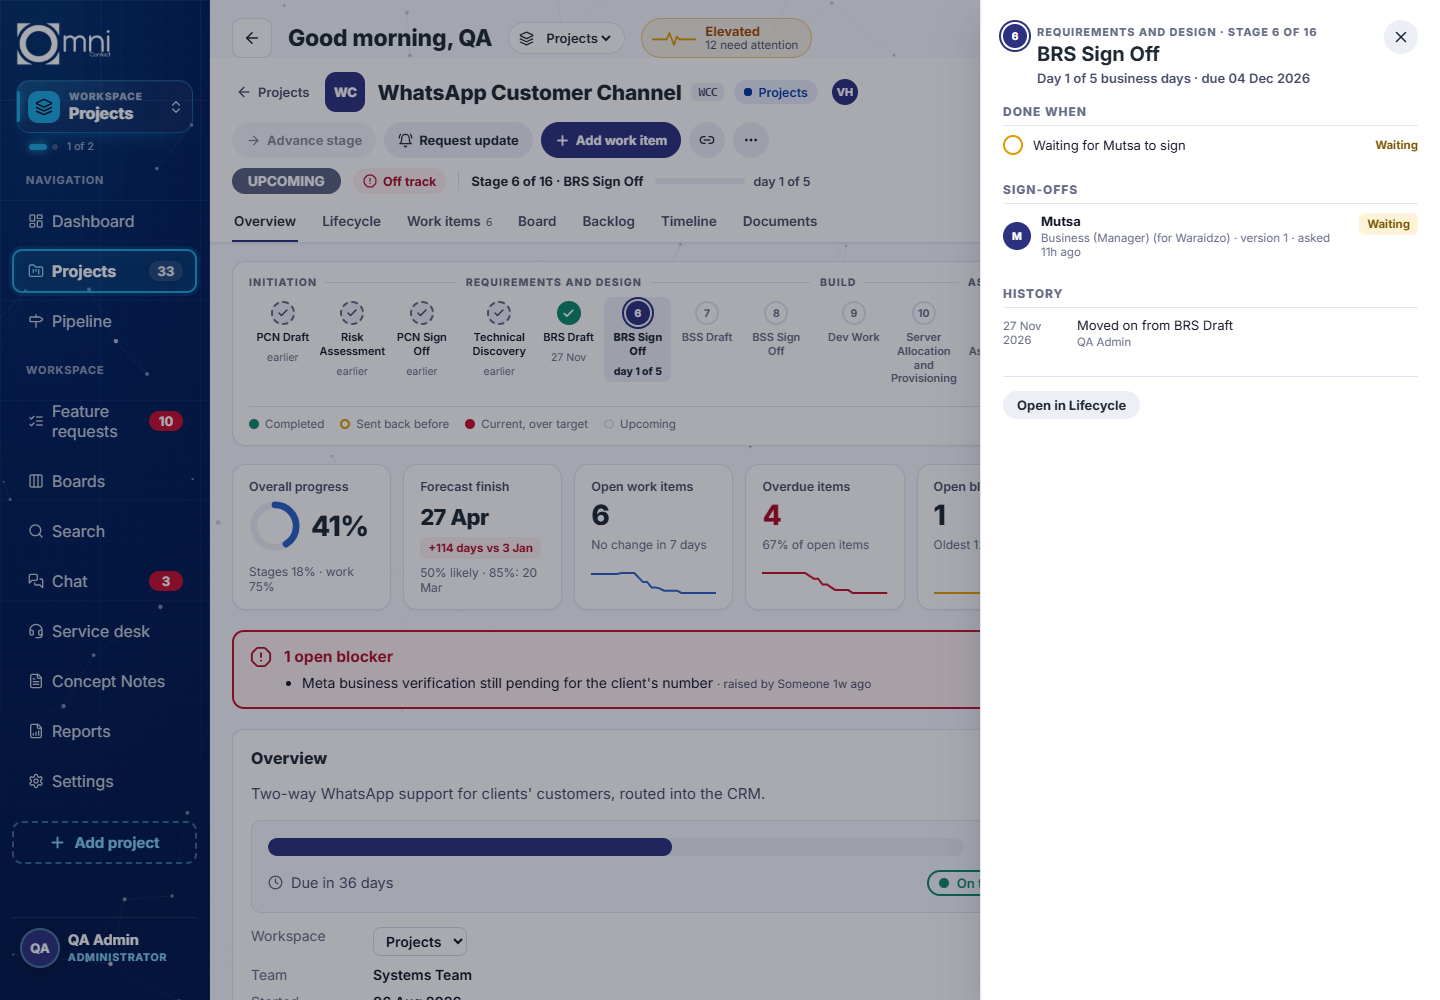 Omni
Contact
WORKSPACE
Projects
1 of 2
NAVIGATION
Dashboard
Projects 33
Pipeline
WORKSPACE
Feature requests 10
Boards
Search
Chat 3
Service desk
Concept Notes
Reports
Settings
+ Add project
QA
QA Admin
ADMINISTRATOR
Good morning, QA
Projects
Elevated
12 need attention
← Projects
WC
WhatsApp Customer Channel
WCC
Projects
VH
Advance stage
Request update
+ Add work item
UPCOMING
Off track
Stage 6 of 16 · BRS Sign Off
day 1 of 5
Overview
Lifecycle
Work items 6
Board
Backlog
Timeline
Documents
INITIATION
REQUIREMENTS AND DESIGN
BUILD
AS
PCN Draft
earlier
Risk Assessment
earlier
PCN Sign Off
earlier
Technical Discovery
earlier
BRS Draft
27 Nov
6
BRS Sign Off
day 1 of 5
7
BSS Draft
8
BSS Sign Off
9
Dev Work
10
Server Allocation and Provisioning
As
Completed
Sent back before
Current, over target
Upcoming
Overall progress
41%
Stages 18% · work 75%
Forecast finish
27 Apr
+114 days vs 3 Jan
50% likely · 85%: 20 Mar
Open work items
6
No change in 7 days
Overdue items
4
67% of open items
Open bl
1
Oldest 1
1 open blocker
• Meta business verification still pending for the client's number · raised by Someone 1w ago
Overview
Two-way WhatsApp support for clients' customers, routed into the CRM.
Due in 36 days
On t
Workspace
Projects
Team
Systems Team
Started
06 Aug 2026
6
REQUIREMENTS AND DESIGN · STAGE 6 OF 16
BRS Sign Off
Day 1 of 5 business days · due 04 Dec 2026
DONE WHEN
Waiting for Mutsa to sign
Waiting
SIGN-OFFS
M
Mutsa
Business (Manager) (for Waraidzo) · version 1 · asked
11h ago
Waiting
HISTORY
27 Nov 2026
Moved on from BRS Draft
QA Admin
Open in Lifecycle